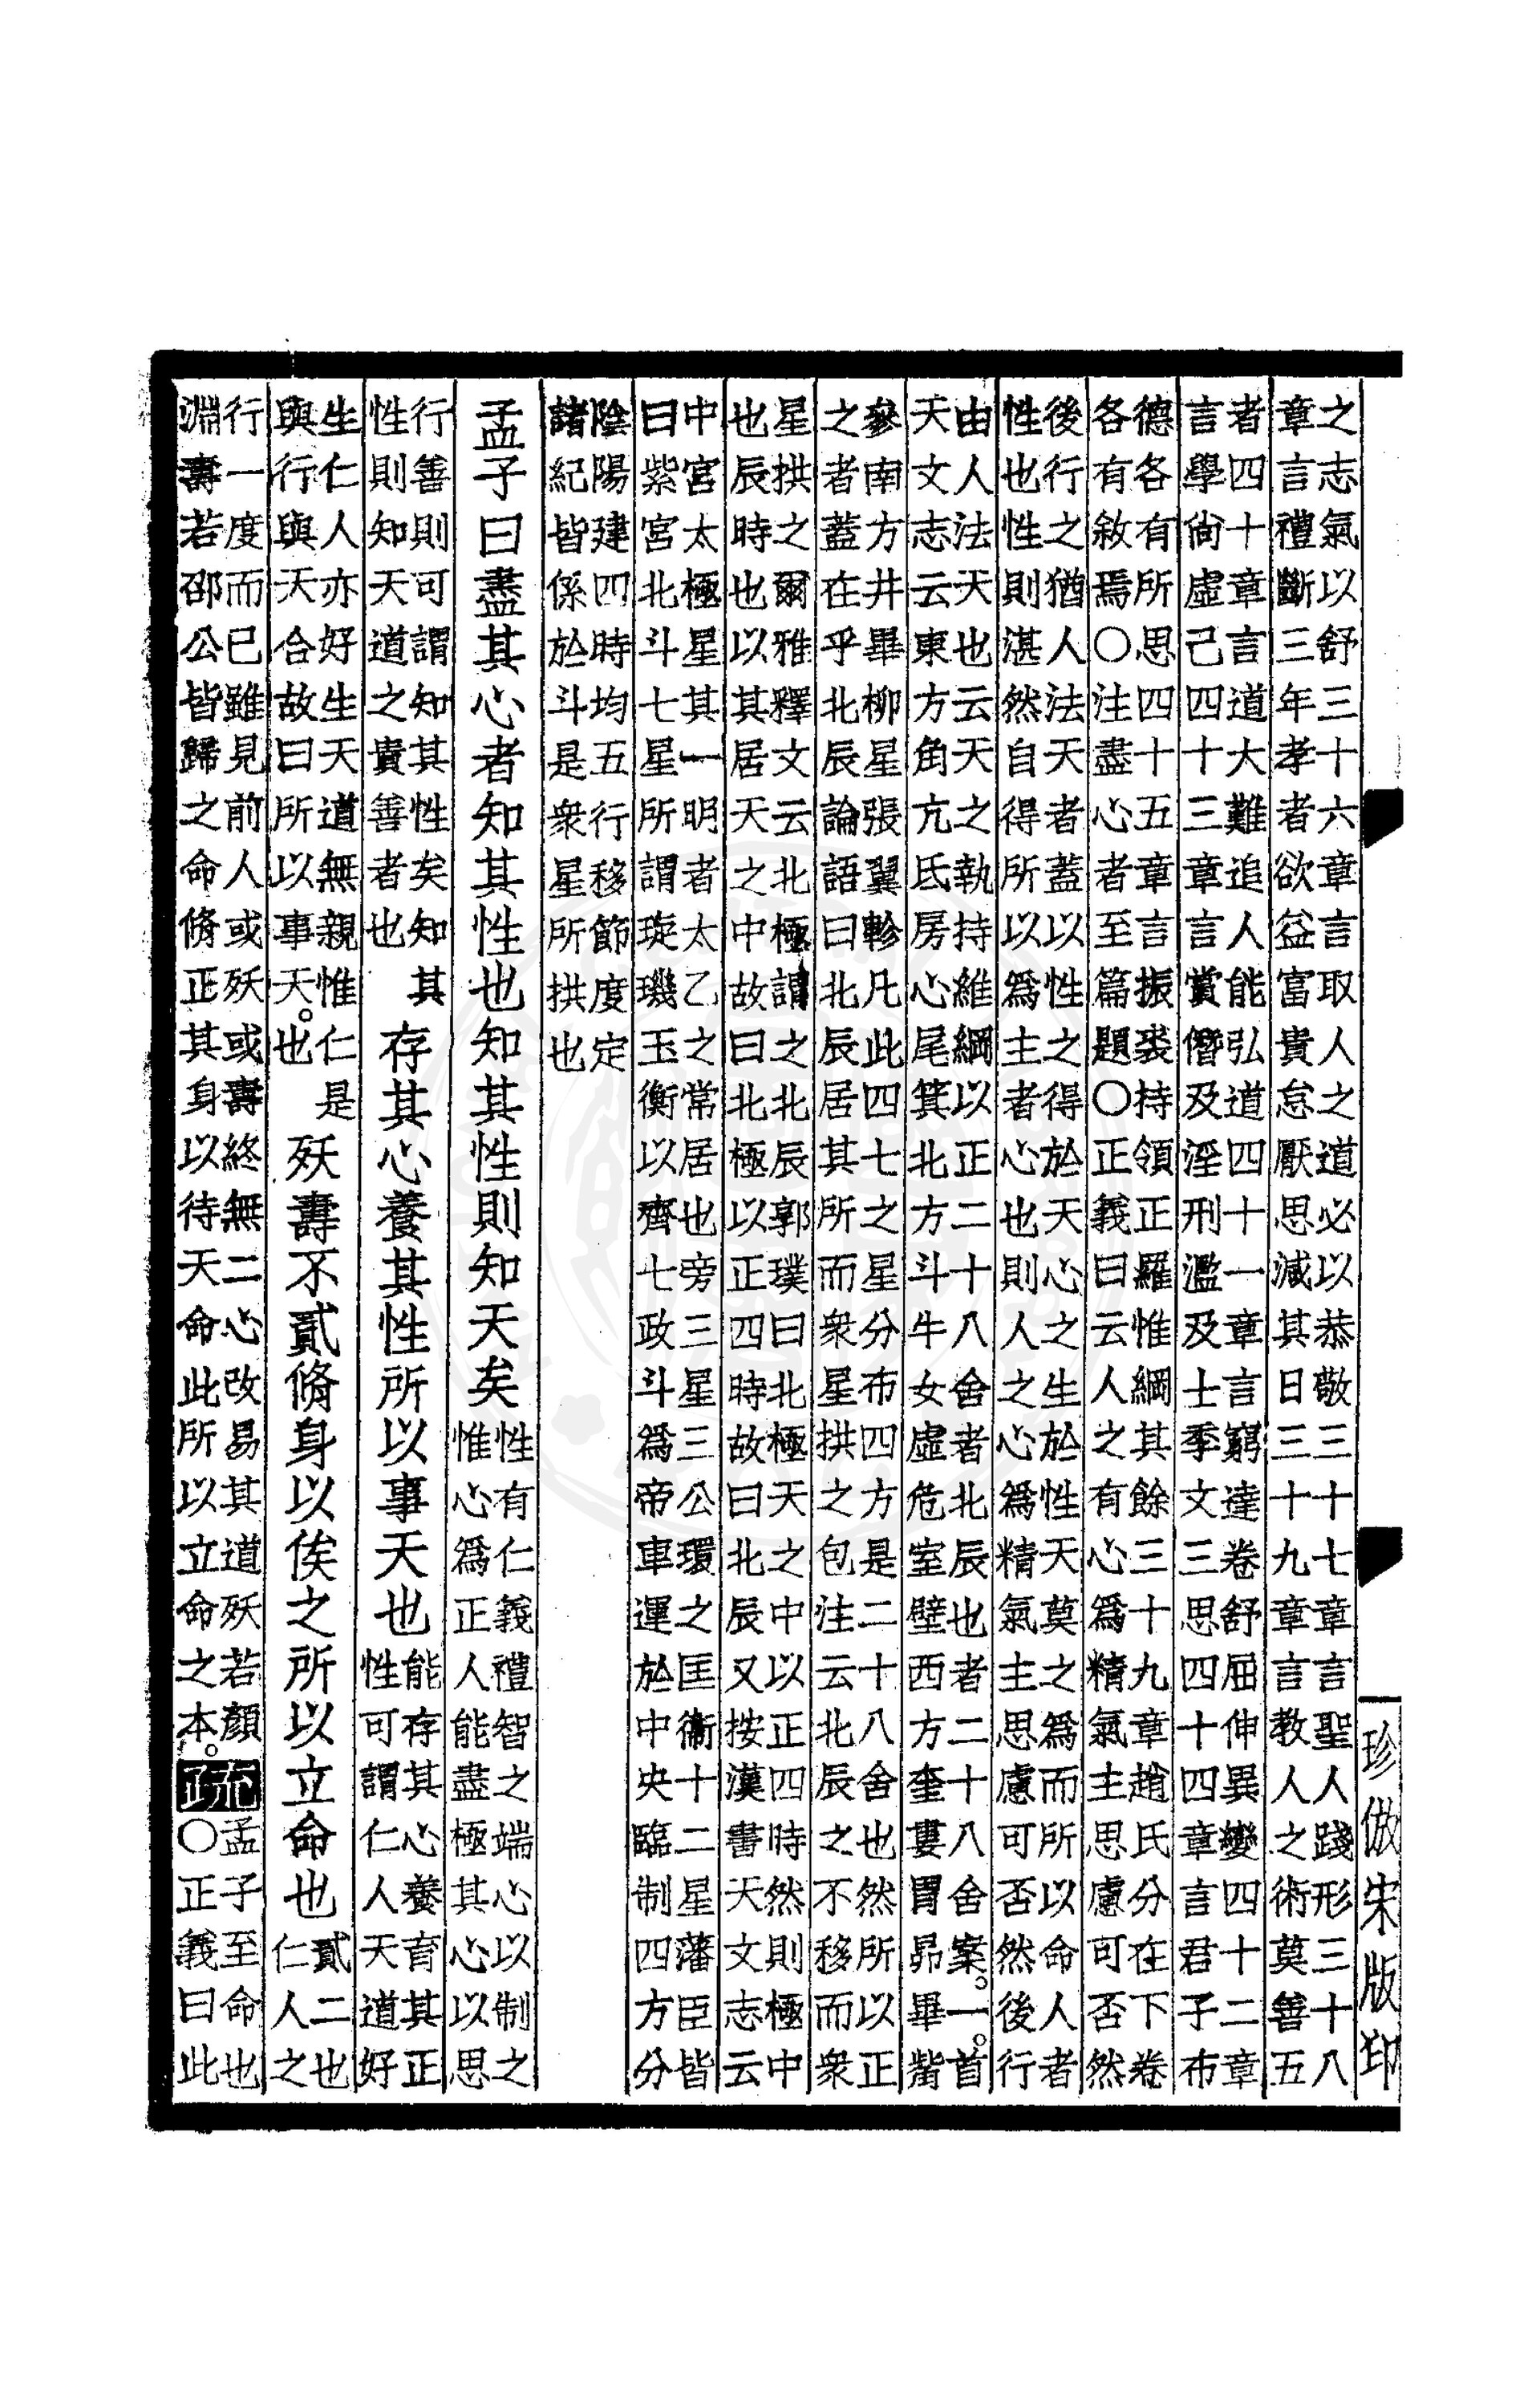 之志氣以舒三十六章言取人之道必以恭敬三十七章言聖人踐形三十八
章言禮斷三年孝者欲益富貴怠厭思減其日三十九章言教人之術莫善五
者四十章言道大難追人能弘道四十一章言窮達卷舒屈伸異變四十二章
言學尙虛己四十三章言賞僭及淫刑濫及士季文三思四十四章言君子布
德各有所思四十五章言振裘持領正羅惟綱其餘三十九章趙氏分在下卷
各有敘焉○注盡心者至篇題○正義曰云人之有心爲精氣主思慮可否然
後行之猶人法天者蓋以性之得於天心之生於性天莫之爲而所以命人者
性也性則湛然自得所以爲主者心也則人之心爲精氣主思慮可否然後行
由人法天也云天之執持維綱以正二十八舍者北辰也者二十八舍案。一。首
天文志云東方角亢氐房心尾箕北方斗牛女虛危室壁西方奎婁胃昴畢觜
參南方井畢柳星張翼軫凡此四七之星分布四方是二十八舍也然所以正
之者蓋在乎北辰論語曰北辰居其所而衆星拱之包注云北辰之不移而衆
星拱之爾雅釋文云北極謂之北辰郭璞曰北極天之中以正四時然則極中
也辰時也以其居天之中故曰北極以正四時故曰北辰又按漢書天文志云
中宮太極星其一明者太乙之常居也旁三星三公環之匡衞十二星藩臣皆
曰紫宮北斗七星所謂琁璣玉衡以齊七政斗爲帝車運於中央臨制四方分
陰陽建四時均五行移節度定
諸紀皆係於斗是衆星所拱也
孟子曰盡其心者知其性也知其性則知天矣
性有仁義禮智之端心以制之
惟心爲正人能盡極其心以思
行善則可謂知其性矣知其
性則知天道之貴善者也
存其心養其性所以事天也
能存其心養育其正
性可謂仁人天道好
生仁人亦好生天道無親惟仁是
與行與天合故曰所以事天。也
殀壽不貳脩身以俟之所以立命也
貳二也
仁人之
行一度而已雖見前人或殀或壽終無二心改易其道殀若顏
淵壽若邵公皆歸之命脩正其身以待天命此所以立命之本。
疏
孟子至命也
○正義曰此
珍倣宋版印